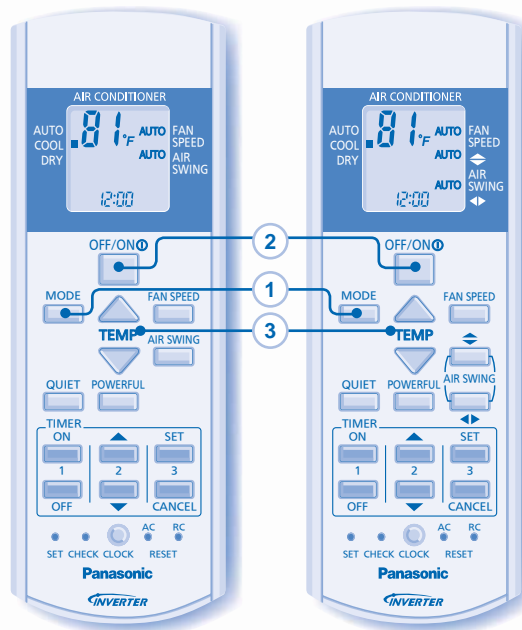 AIR CONDITIONER
AUTO
COOL
DRY
81°F AUTO
AUTO
FAN
SPEED
AIR
SWING
12:00
OFF/ON
MODE
FAN SPEED
TEMP
AIR SWING
QUIET POWERFUL
TIMER
ON SET
1 2 3
OFF CANCEL
AC RC
SET CHECK CLOCK RESET
Panasonic
INVERTER
2
1
3
AIR CONDITIONER
AUTO
COOL
DRY
81°F AUTO
AUTO
AUTO
FAN
SPEED
AIR
SWING
12:00
OFF/ON
MODE
FAN SPEED
TEMP
QUIET POWERFUL
AIR SWING
TIMER
ON SET
1 2 3
OFF CANCEL
AC RC
SET CHECK CLOCK RESET
Panasonic
INVERTER